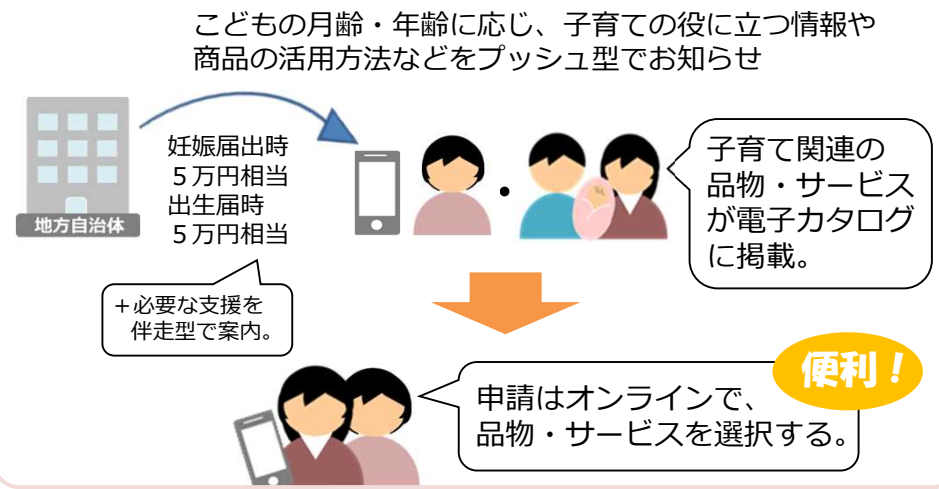 こどもの月齢・年齢に応じ、子育ての役に立つ情報や
商品の活用方法などをプッシュ型でお知らせ
地方自治体
妊娠届出時
５万円相当
出生届時
５万円相当
＋必要な支援を
伴走型で案内。
子育て関連の
品物・サービス
が電子カタログ
に掲載。
便利！
申請はオンラインで、
品物・サービスを選択する。